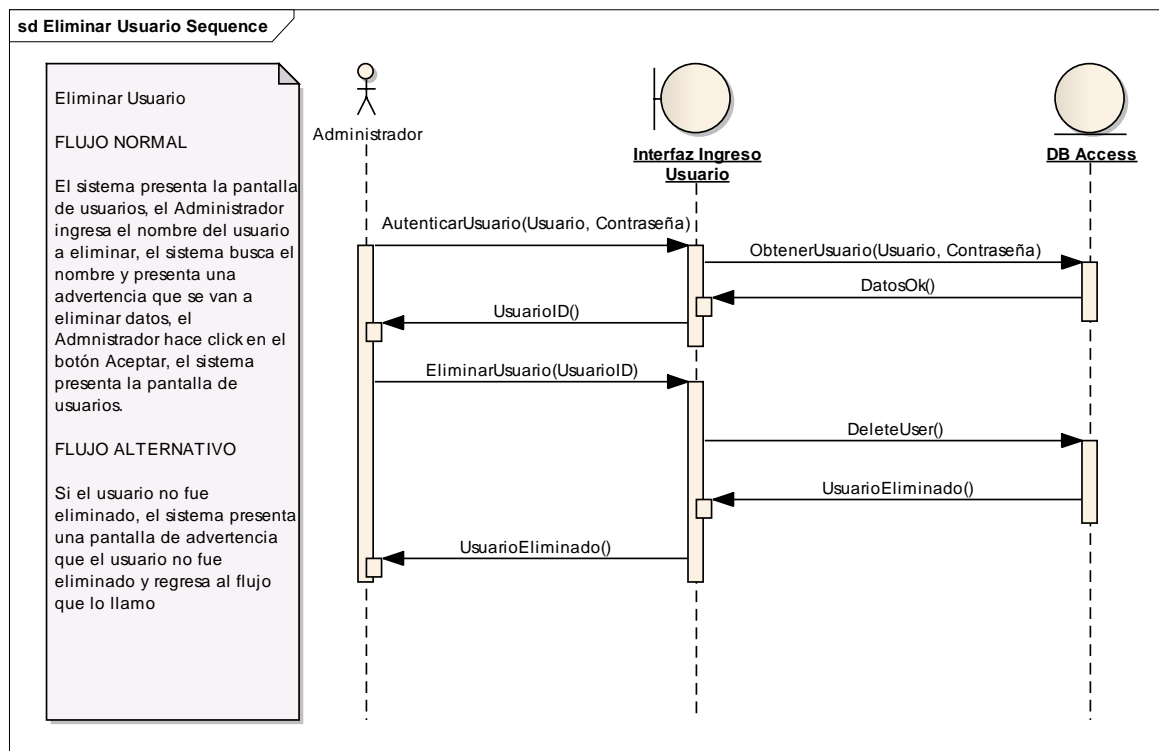 sd Eliminar Usuario Sequence
Eliminar Usuario
FLUJO NORMAL
El sistema presenta la pantalla
de usuarios, el Administrador
ingresa el nombre del usuario
a eliminar, el sistema busca el
nombre y presenta una
advertencia que se van a
eliminar datos, el
Admnistrador hace click en el
botón Aceptar, el sistema
presenta la pantalla de
usuarios.
FLUJO ALTERNATIVO
Si el usuario no fue
eliminado, el sistema presenta
una pantalla de advertencia
que el usuario no fue
eliminado y regresa al flujo
que lo llamo
Administrador
Interfaz Ingreso
Usuario
DB Access
AutenticarUsuario(Usuario, Contraseña)
ObtenerUsuario(Usuario, Contraseña)
DatosOk()
UsuarioID()
EliminarUsuario(UsuarioID)
DeleteUser()
UsuarioEliminado()
UsuarioEliminado()